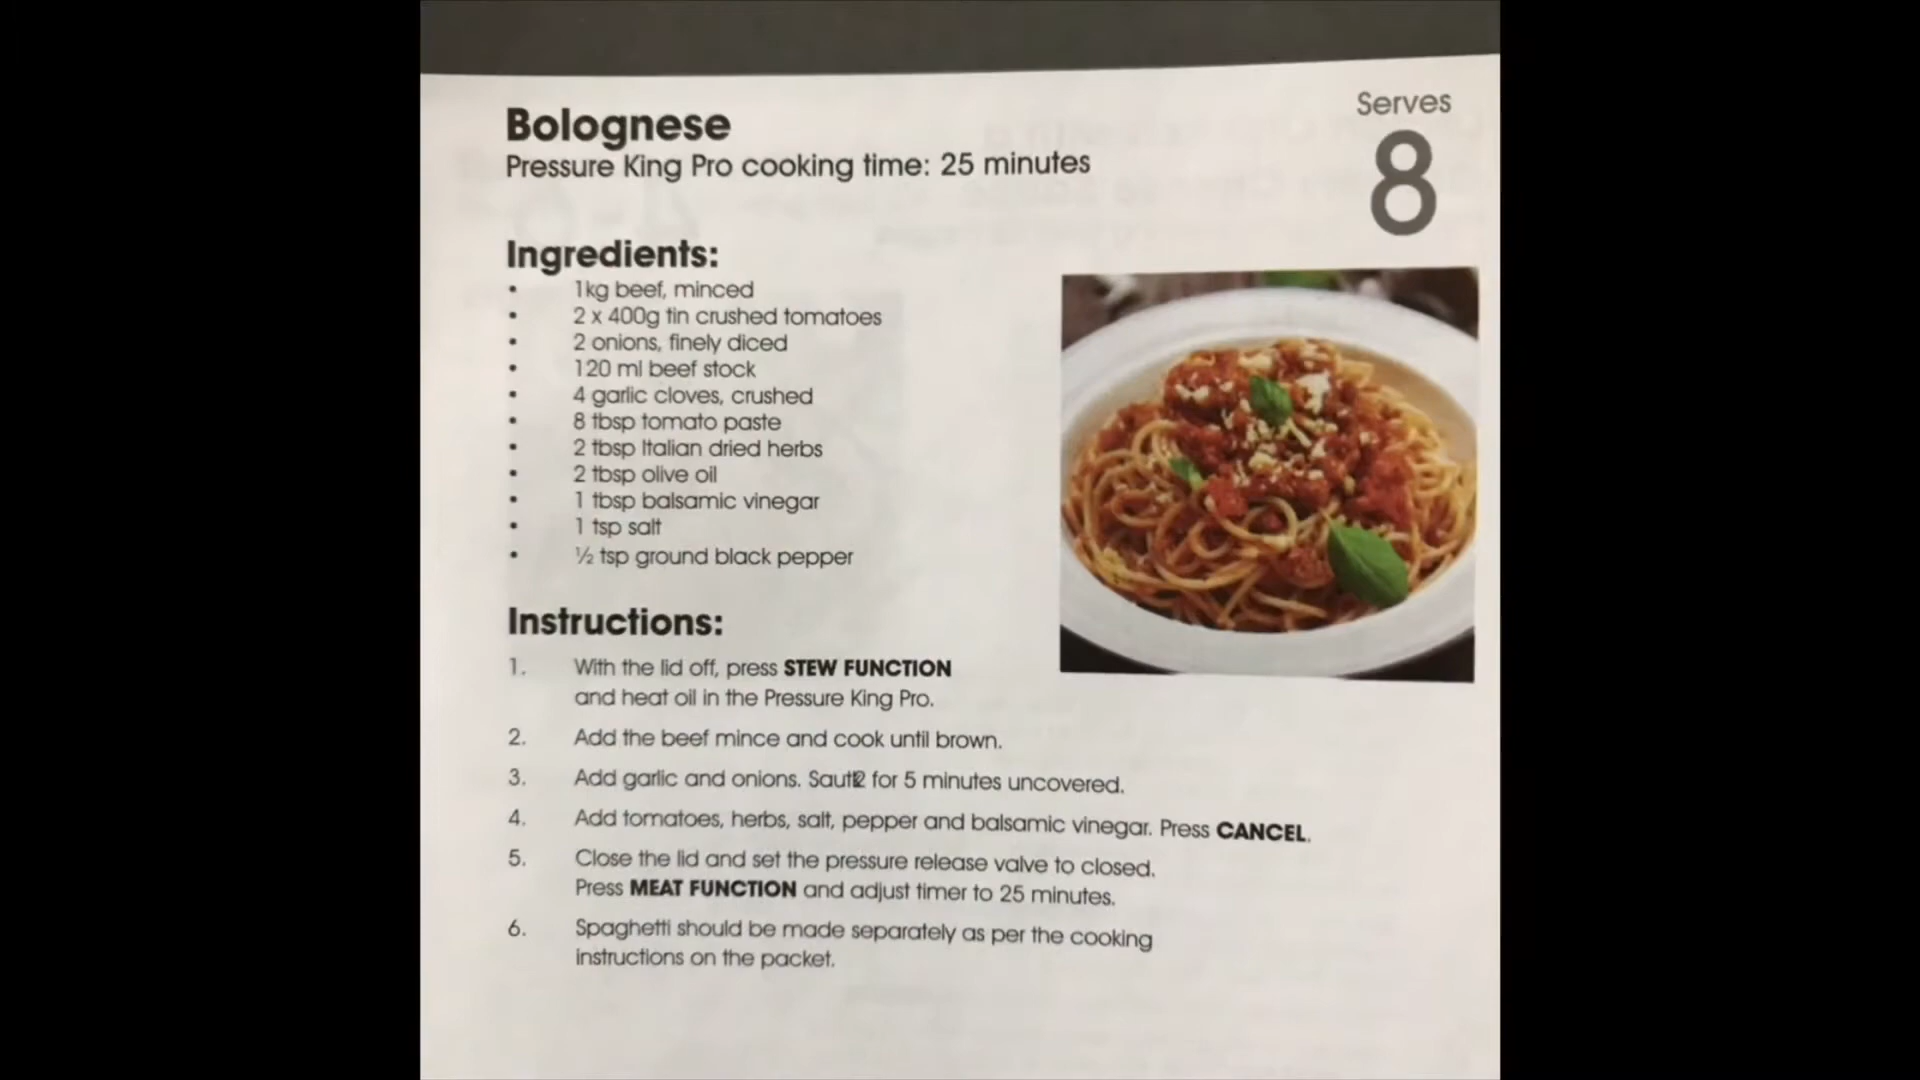 Bolognese
Pressure King Pro cooking time: 25 minutes
Serves
8
Ingredients:
• 1kg beef, minced
• 2 x 400g tin crushed tomatoes
• 2 onions, finely diced
• 120 ml beef stock
• 4 garlic cloves, crushed
• 8 tbsp tomato paste
• 2 tbsp Italian dried herbs
• 2 tbsp olive oil
• 1 tbsp balsamic vinegar
• 1 tsp salt
• ½ tsp ground black pepper
Instructions:
1. With the lid off, press STEW FUNCTION
and heat oil in the Pressure King Pro.
2. Add the beef mince and cook until brown.
3. Add garlic and onions. for 5 minutes uncovered.
4. Add tomatoes, herbs, salt, pepper and balsamic vinegar. Press CANCEL.
5. Close the lid and set the pressure release valve to closed.
Press MEAT FUNCTION and adjust timer to 25 minutes.
6. Spaghetti should be made separately as per the cooking
instructions on the packet.